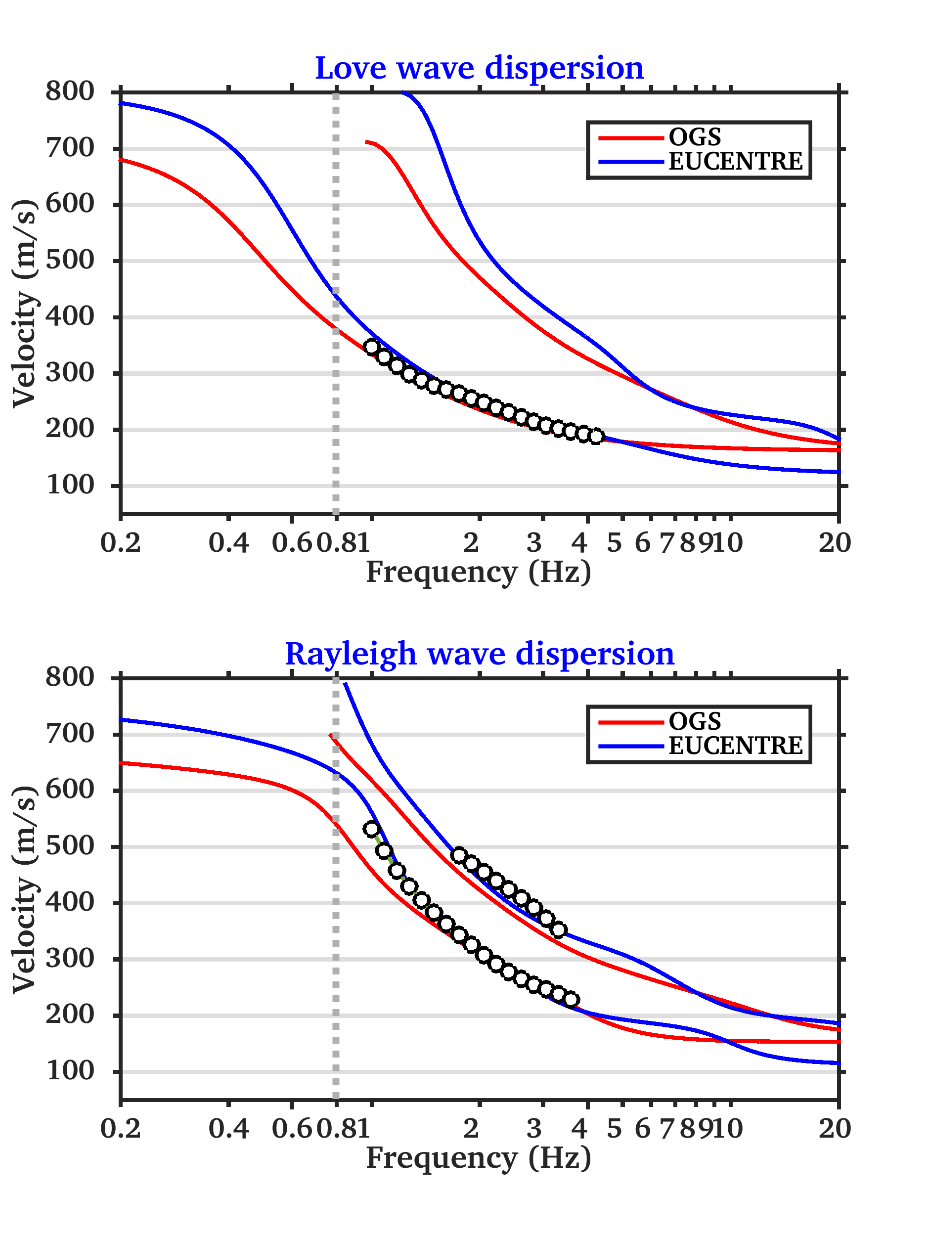 Love wave dispersion
800
700
600
500
400
300
200
100
Velocity (m/s)
OGS
EUCENTRE
0.2 0.4 0.6 0.8 1 2 3 4 5 6 7 8 9 10 20
Frequency (Hz)
Rayleigh wave dispersion
800
700
600
500
400
300
200
100
Velocity (m/s)
OGS
EUCENTRE
0.2 0.4 0.6 0.8 1 2 3 4 5 6 7 8 9 10 20
Frequency (Hz)